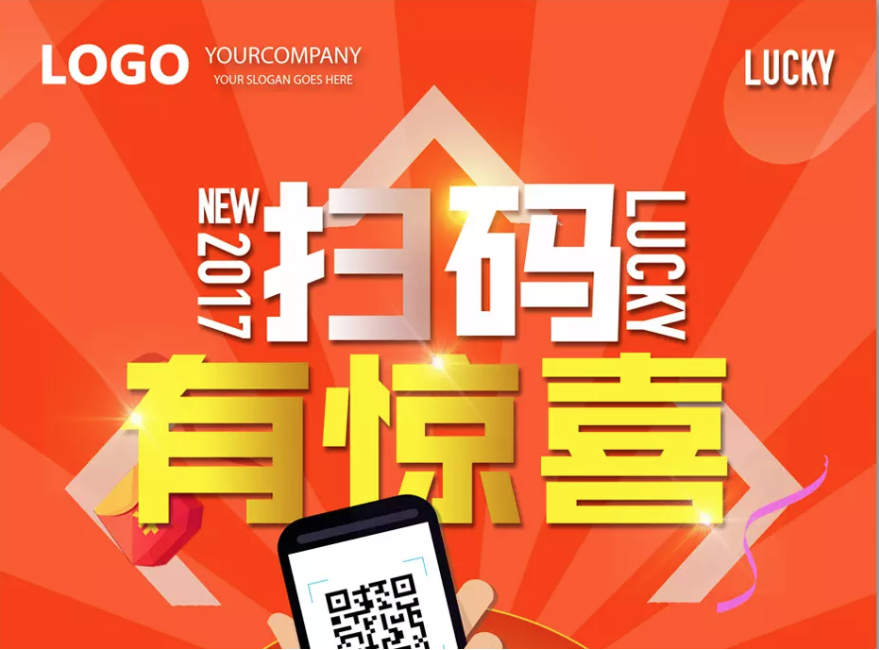 LOGO YOURCOMPANY
YOUR SLOGAN GOES HERE
LUCKY
NEW 2017
扫码
LUCKY
有惊喜